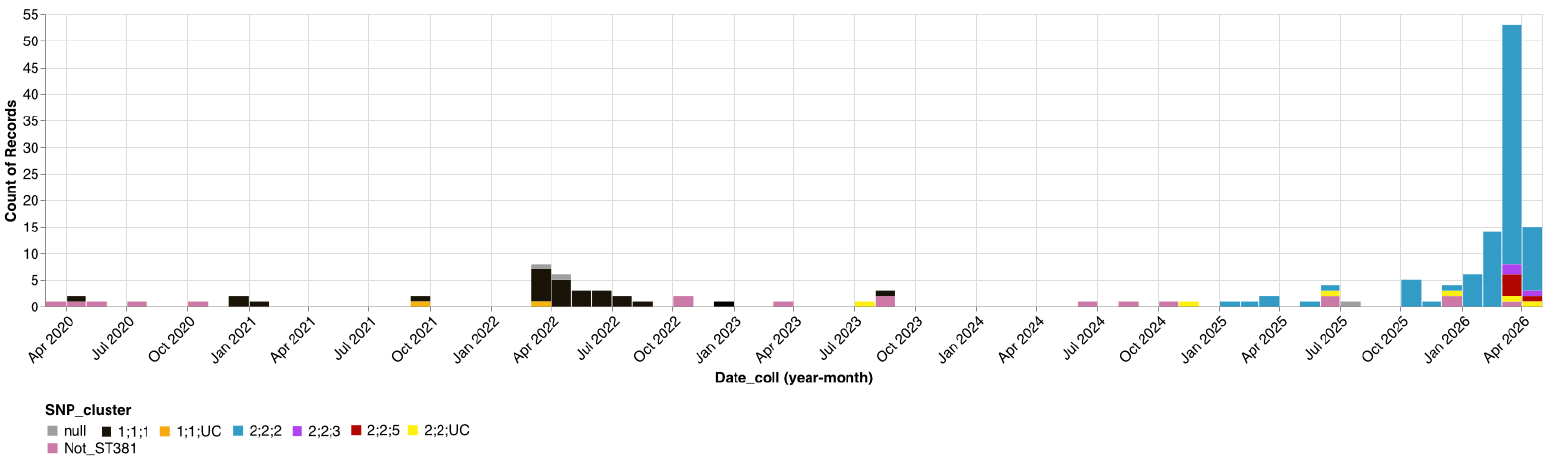 55
50
45
40
35
30
25
20
15
10
5
0
Count of Records
Apr 2020
Jul 2020
Oct 2020
Jan 2021
Apr 2021
Jul 2021
Oct 2021
Jan 2022
Apr 2022
Jul 2022
Oct 2022
Jan 2023
Apr 2023
Jul 2023
Oct 2023
Jan 2024
Apr 2024
Jul 2024
Oct 2024
Jan 2025
Apr 2025
Jul 2025
Oct 2025
Jan 2026
Apr 2026
Date_coll (year-month)
SNP_cluster
null 1;1;1 1;1;UC 2;2;2 2;2;3 2;2;5 2;2;UC
Not_ST381